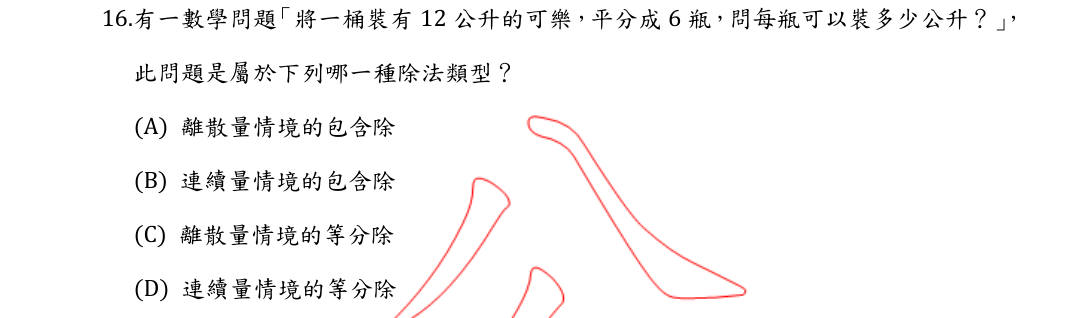 16.有一數學問題「將一桶裝有 12 公升的可樂，平分成 6 瓶，問每瓶可以裝多少公升？」，
此問題是屬於下列哪一種除法類型？
(A) 離散量情境的包含除
(B) 連續量情境的包含除
(C) 離散量情境的等分除
(D) 連續量情境的等分除